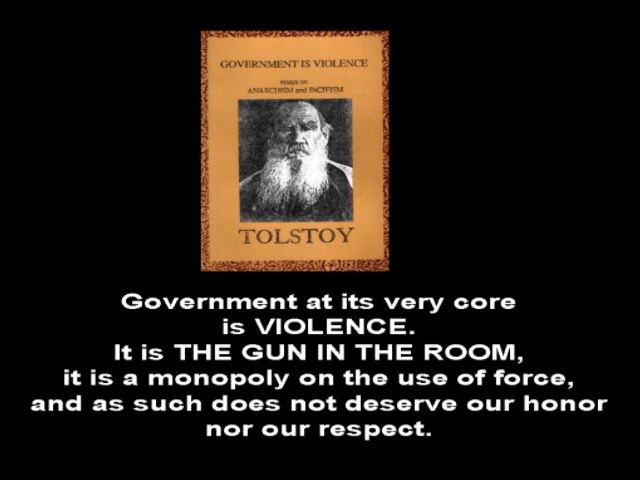 GOVERNMENT IS VIOLENCE
essays on
ANARCHISM and PACIFISM
TOLSTOY
Government at its very core
is VIOLENCE.
It is THE GUN IN THE ROOM,
it is a monopoly on the use of force,
and as such does not deserve our honor
nor our respect.